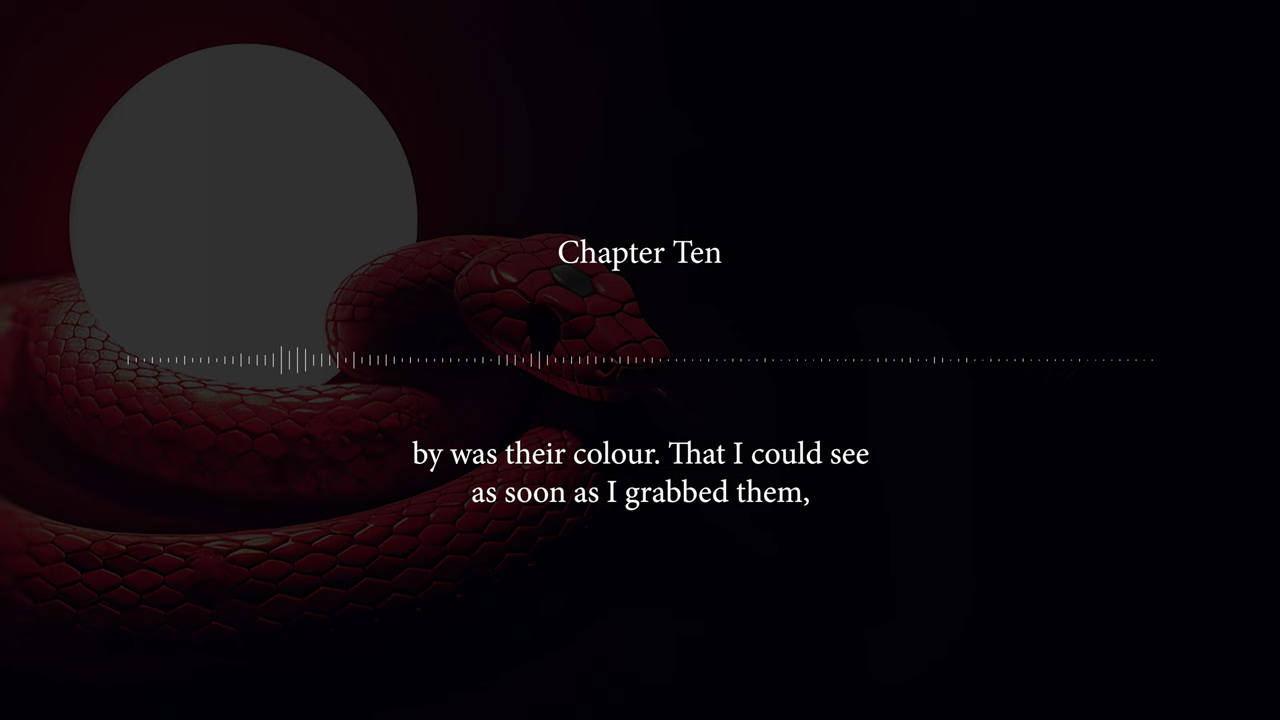 Chapter Ten
by was their colour. That I could see
as soon as I grabbed them,